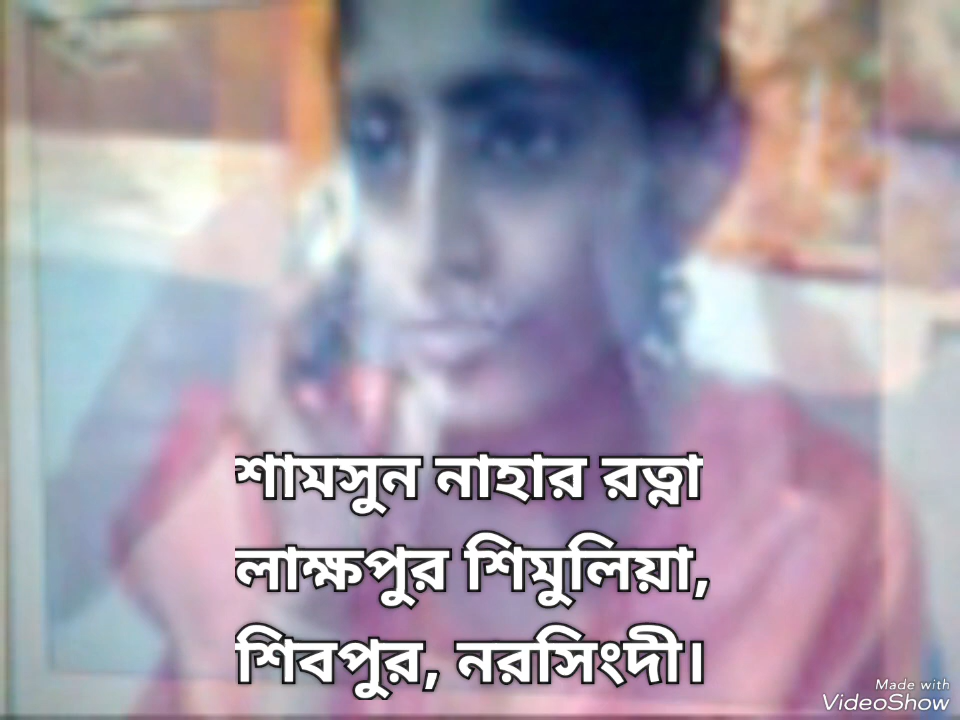 শামসুন নাহার রত্না
লাক্ষপুর শিমুলিয়া,
শিবপুর, নরসিংদী।
Made with
VideoShow